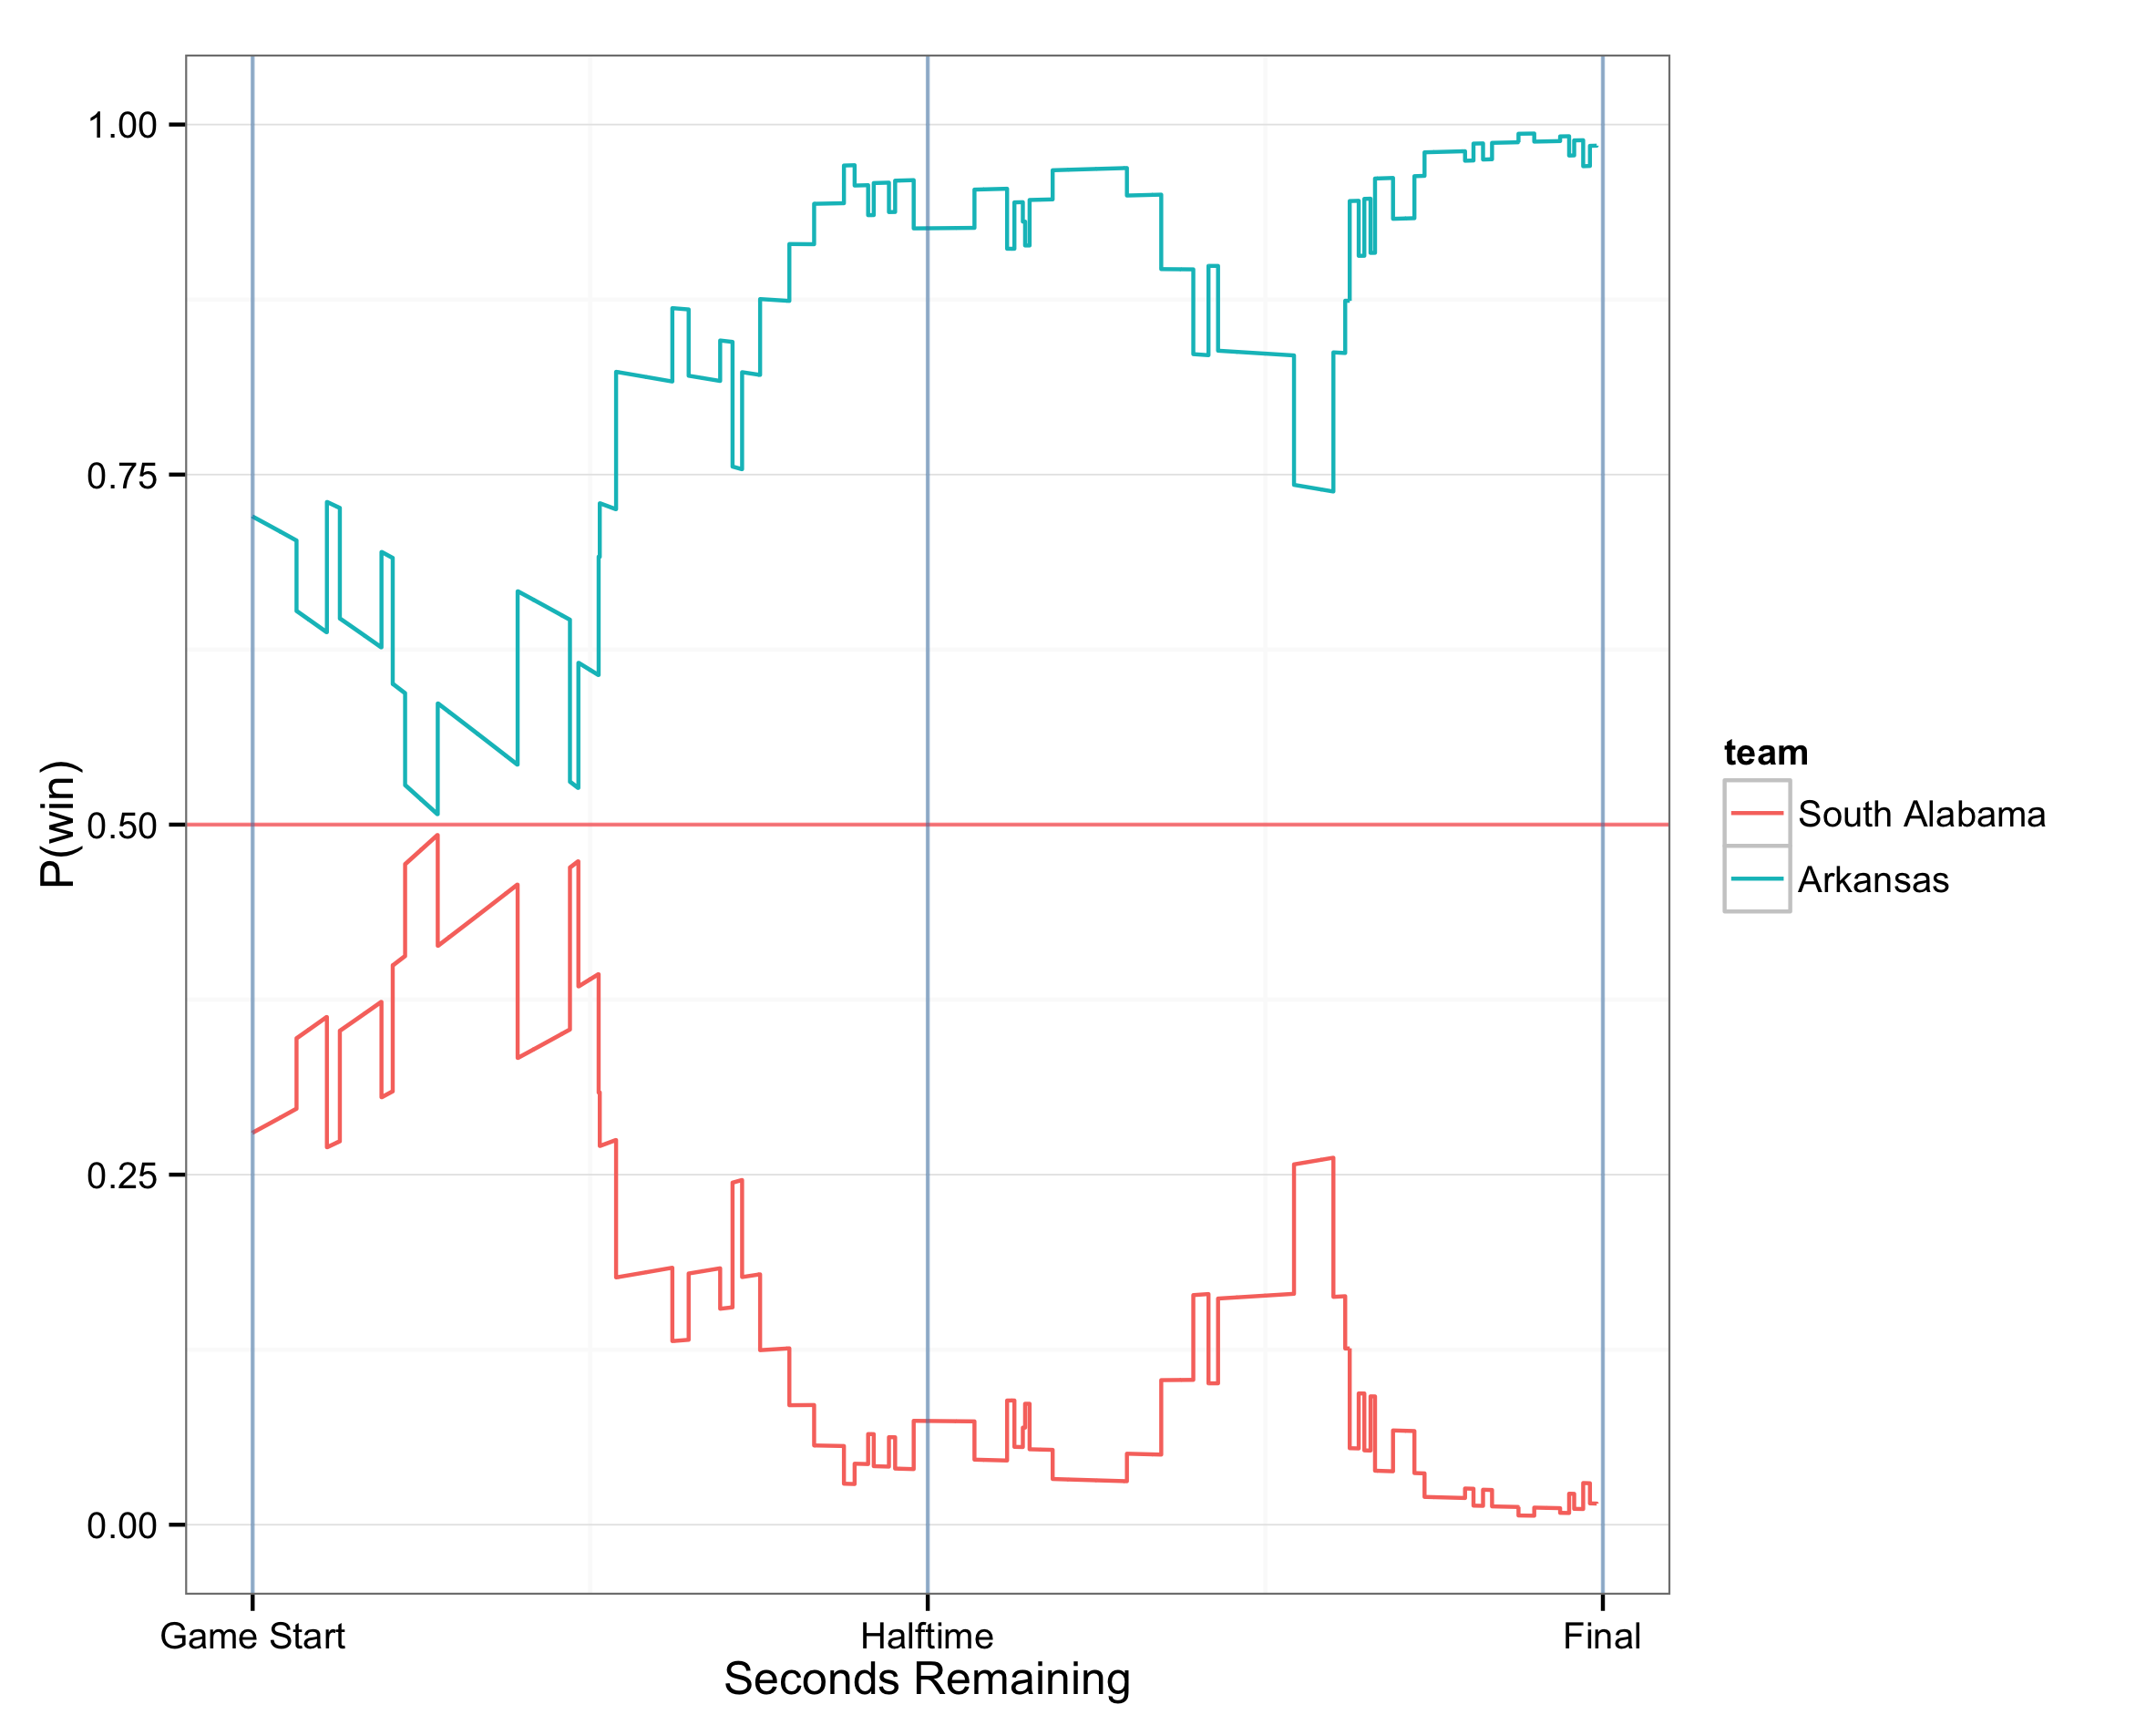 1.00
0.75
0.50
0.25
0.00
P(win)
Game Start
Halftime
Final
Seconds Remaining
team
South Alabama
Arkansas